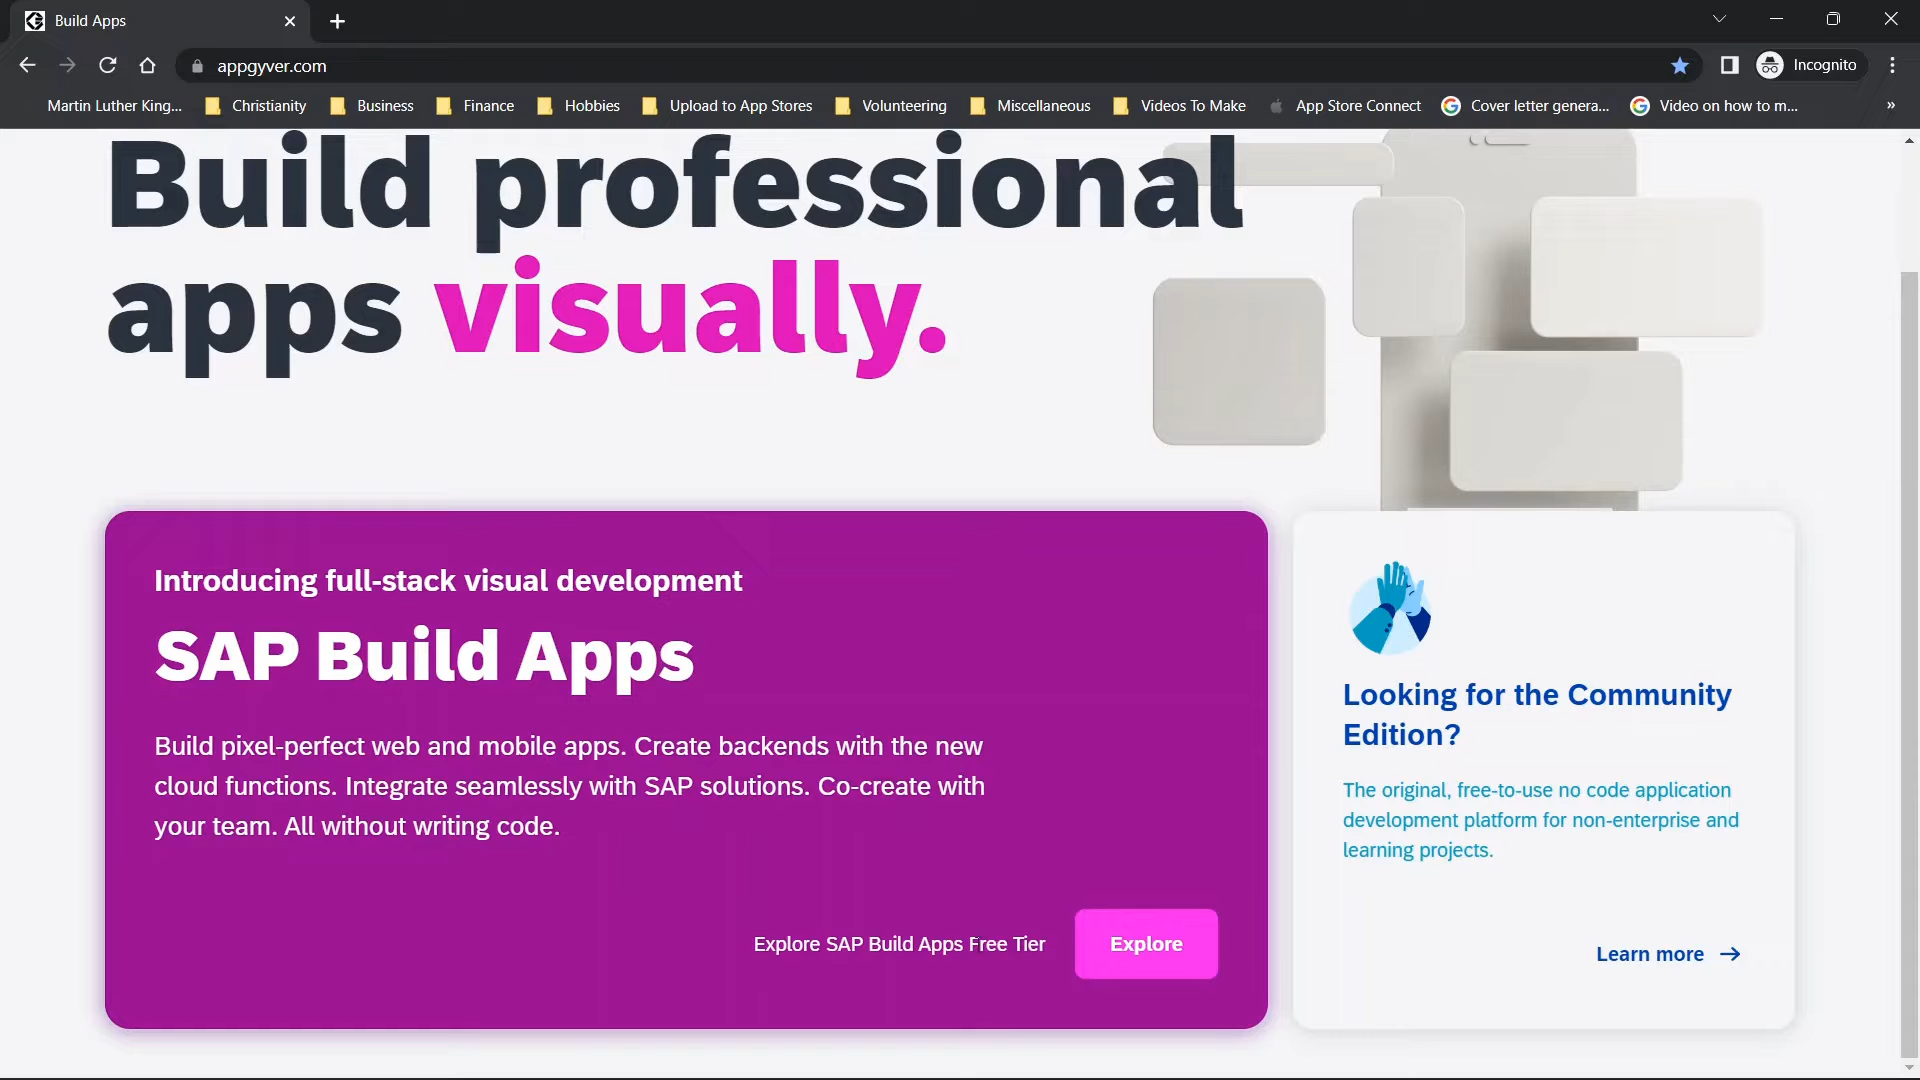 Build Apps
appgyver.com
Incognito
Martin Luther King...
Christianity
Business
Finance
Hobbies
Upload to App Stores
Volunteering
Miscellaneous
Videos To Make
App Store Connect
Cover letter genera...
Video on how to m...
»
Build professional
apps visually.
Introducing full-stack visual development
SAP Build Apps
Build pixel-perfect web and mobile apps. Create backends with the new
cloud functions. Integrate seamlessly with SAP solutions. Co-create with
your team. All without writing code.
Explore SAP Build Apps Free Tier
Explore
Looking for the Community
Edition?
The original, free-to-use no code application
development platform for non-enterprise and
learning projects.
Learn more